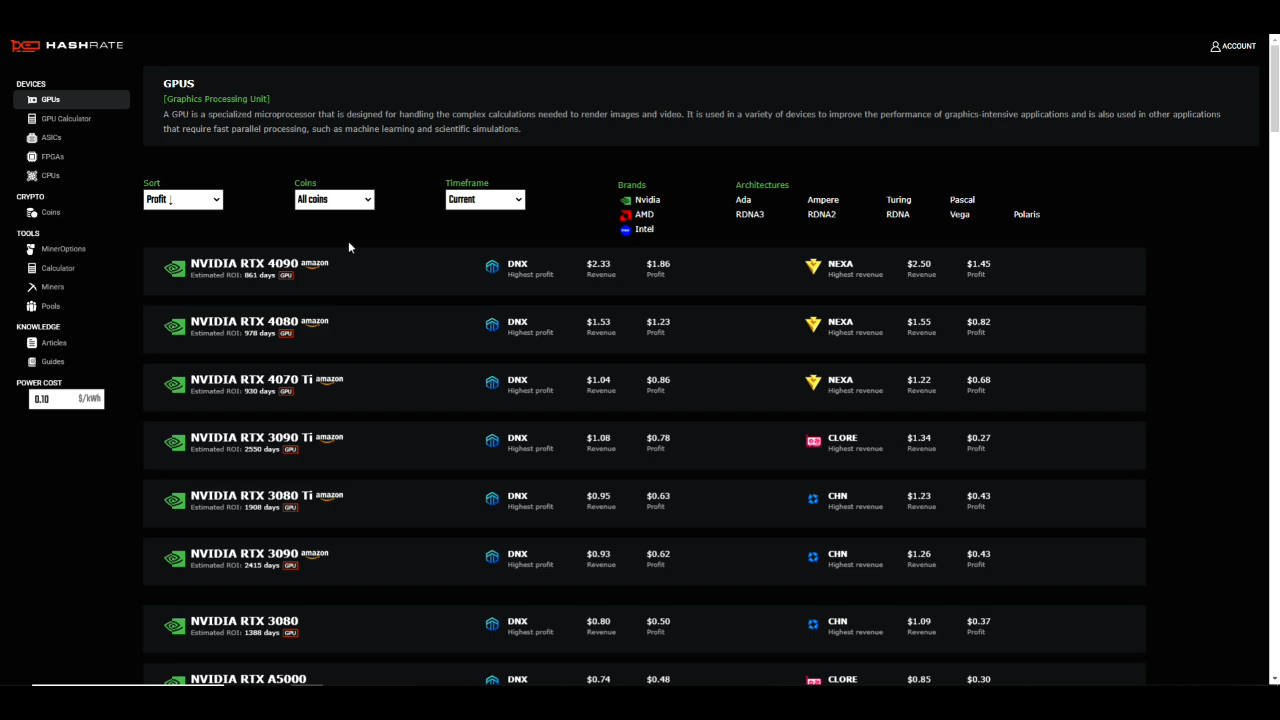 HASHRATE
ACCOUNT
DEVICES
GPUs
GPU Calculator
ASICs
FPGAs
CPUs
CRYPTO
Coins
TOOLS
MinerOptions
Calculator
Miners
Pools
KNOWLEDGE
Articles
Guides
POWER COST
0.10 $/kWh
GPUS
[Graphics Processing Unit]
A GPU is a specialized microprocessor that is designed for handling the complex calculations needed to render images and video. It is used in a variety of devices to improve the performance of graphics-intensive applications and is also used in other applications
that require fast parallel processing, such as machine learning and scientific simulations.
Sort
Profit ↓
Coins
All coins
Timeframe
Current
Brands
Nvidia
AMD
Intel
Architectures
Ada Ampere Turing Pascal
RDNA3 RDNA2 RDNA Vega Polaris
NVIDIA RTX 4090 amazon DNX $2.33 $1.86 NEXA $2.50 $1.45
Estimated ROI: 861 days GPU Highest profit Revenue Profit Highest revenue Revenue Profit
NVIDIA RTX 4080 amazon DNX $1.53 $1.23 NEXA $1.55 $0.82
Estimated ROI: 978 days GPU Highest profit Revenue Profit Highest revenue Revenue Profit
NVIDIA RTX 4070 Ti amazon DNX $1.04 $0.86 NEXA $1.22 $0.68
Estimated ROI: 930 days GPU Highest profit Revenue Profit Highest revenue Revenue Profit
NVIDIA RTX 3090 Ti amazon DNX $1.08 $0.78 CLORE $1.34 $0.27
Estimated ROI: 2550 days GPU Highest profit Revenue Profit Highest revenue Revenue Profit
NVIDIA RTX 3080 Ti amazon DNX $0.95 $0.63 CHN $1.23 $0.43
Estimated ROI: 1908 days GPU Highest profit Revenue Profit Highest revenue Revenue Profit
NVIDIA RTX 3090 amazon DNX $0.93 $0.62 CHN $1.26 $0.43
Estimated ROI: 2415 days GPU Highest profit Revenue Profit Highest revenue Revenue Profit
NVIDIA RTX 3080 DNX $0.80 $0.50 CHN $1.09 $0.37
Estimated ROI: 1388 days GPU Highest profit Revenue Profit Highest revenue Revenue Profit
NVIDIA RTX A5000 DNX $0.74 $0.48 CLORE $0.85 $0.30